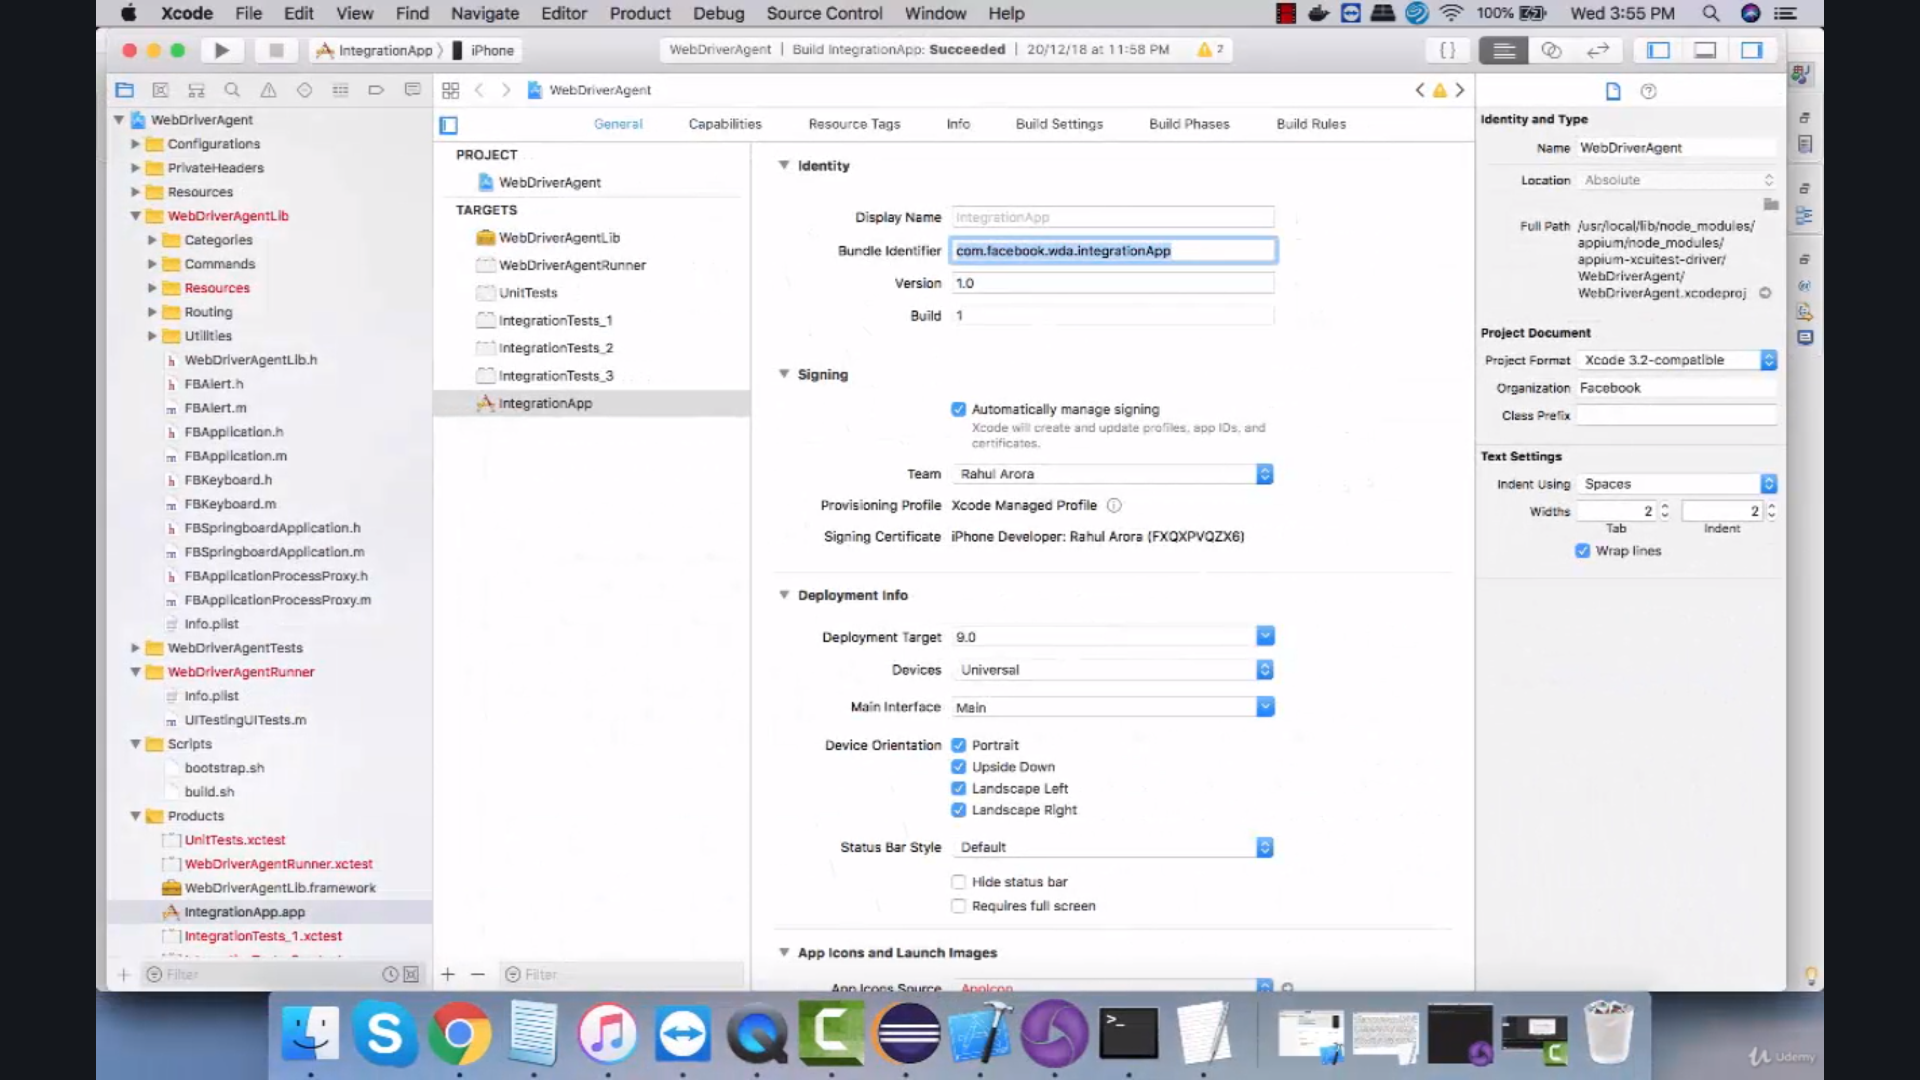 Xcode File Edit View Find Navigate Editor Product Debug Source Control Window Help 100% Wed 3:55 PM
IntegrationApp iPhone WebDriverAgent | Build IntegrationApp: Succeeded | 20/12/18 at 11:58 PM 2
WebDriverAgent
General Capabilities Resource Tags Info Build Settings Build Phases Build Rules
WebDriverAgent
Configurations
PrivateHeaders
Resources
WebDriverAgentLib
Categories
Commands
Resources
Routing
Utilities
WebDriverAgentLib.h
FBAlert.h
FBAlert.m
FBApplication.h
FBApplication.m
FBKeyboard.h
FBKeyboard.m
FBSpringboardApplication.h
FBSpringboardApplication.m
FBApplicationProcessProxy.h
FBApplicationProcessProxy.m
Info.plist
WebDriverAgentTests
WebDriverAgentRunner
Info.plist
UITestingUITests.m
Scripts
bootstrap.sh
build.sh
Products
UnitTests.xctest
WebDriverAgentRunner.xctest
WebDriverAgentLib.framework
IntegrationApp.app
IntegrationTests_1.xctest
Filter
PROJECT
WebDriverAgent
TARGETS
WebDriverAgentLib
WebDriverAgentRunner
UnitTests
IntegrationTests_1
IntegrationTests_2
IntegrationTests_3
IntegrationApp
Filter
Identity
Display Name IntegrationApp
Bundle Identifier com.facebook.wda.integrationApp
Version 1.0
Build 1
Signing
Automatically manage signing
Xcode will create and update profiles, app IDs, and
certificates.
Team Rahul Arora
Provisioning Profile Xcode Managed Profile
Signing Certificate iPhone Developer: Rahul Arora (FXQXPVQZX6)
Deployment Info
Deployment Target 9.0
Devices Universal
Main Interface Main
Device Orientation Portrait
Upside Down
Landscape Left
Landscape Right
Status Bar Style Default
Hide status bar
Requires full screen
App Icons and Launch Images
App Icons Source AppIcon
Identity and Type
Name WebDriverAgent
Location Absolute
Full Path /usr/local/lib/node_modules/
appium/node_modules/
appium-xcuitest-driver/
WebDriverAgent/
WebDriverAgent.xcodeproj
Project Document
Project Format Xcode 3.2-compatible
Organization Facebook
Class Prefix
Text Settings
Indent Using Spaces
Widths 2 2
Tab Indent
Wrap lines
Udemy